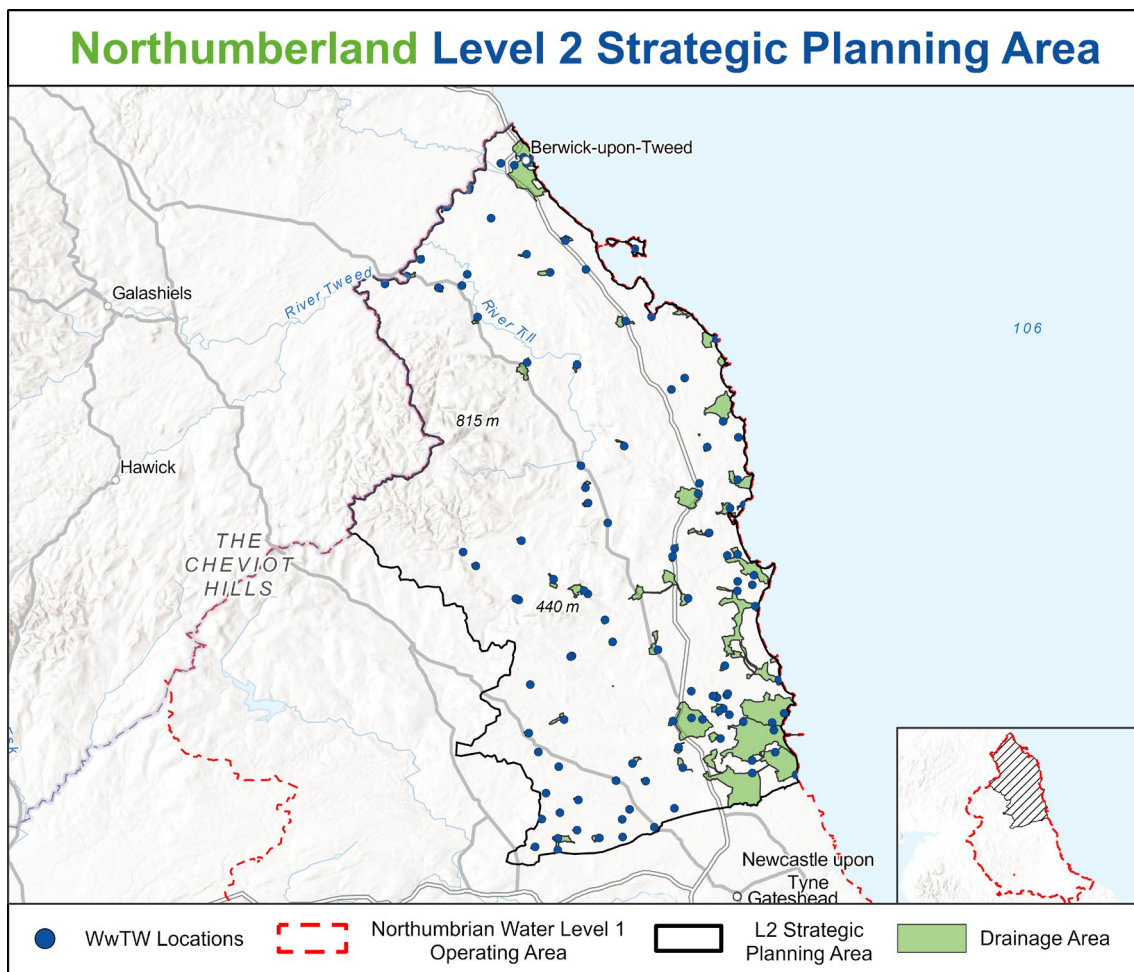 Northumberland Level 2 Strategic Planning Area
Berwick-upon-Tweed
Galashiels
River Tweed
River Till
106
815 m
Hawick
THE
CHEVIOT
HILLS
440 m
Newcastle upon
Tyne
Gateshead
WwTW Locations
Northumbrian Water Level 1
Operating Area
L2 Strategic
Planning Area
Drainage Area